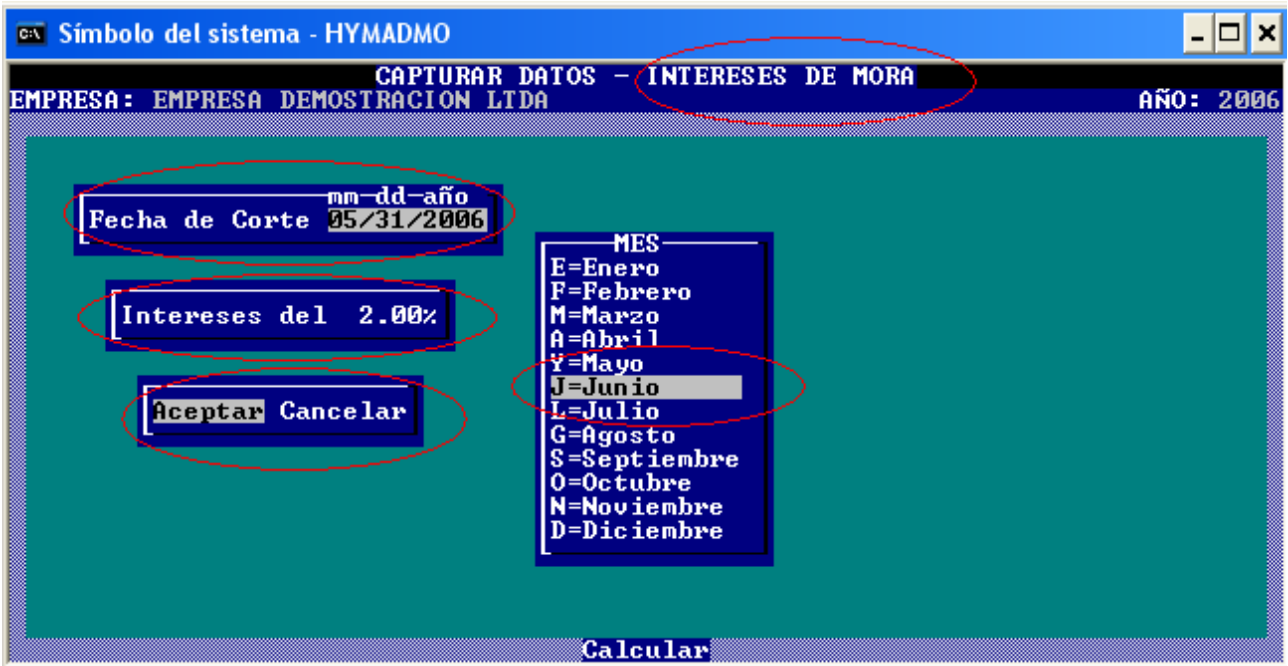 Símbolo del sistema - HYMADMO
CAPTURAR DATOS - INTERESES DE MORA
EMPRESA: EMPRESA DEMOSTRACION LTDA AÑO: 2006
mm-dd-año
Fecha de Corte 05/31/2006
Intereses del 2.00%
Aceptar Cancelar
MES
E=Enero
F=Febrero
M=Marzo
A=Abril
Y=Mayo
J=Junio
L=Julio
G=Agosto
S=Septiembre
O=Octubre
N=Noviembre
D=Diciembre
Calcular